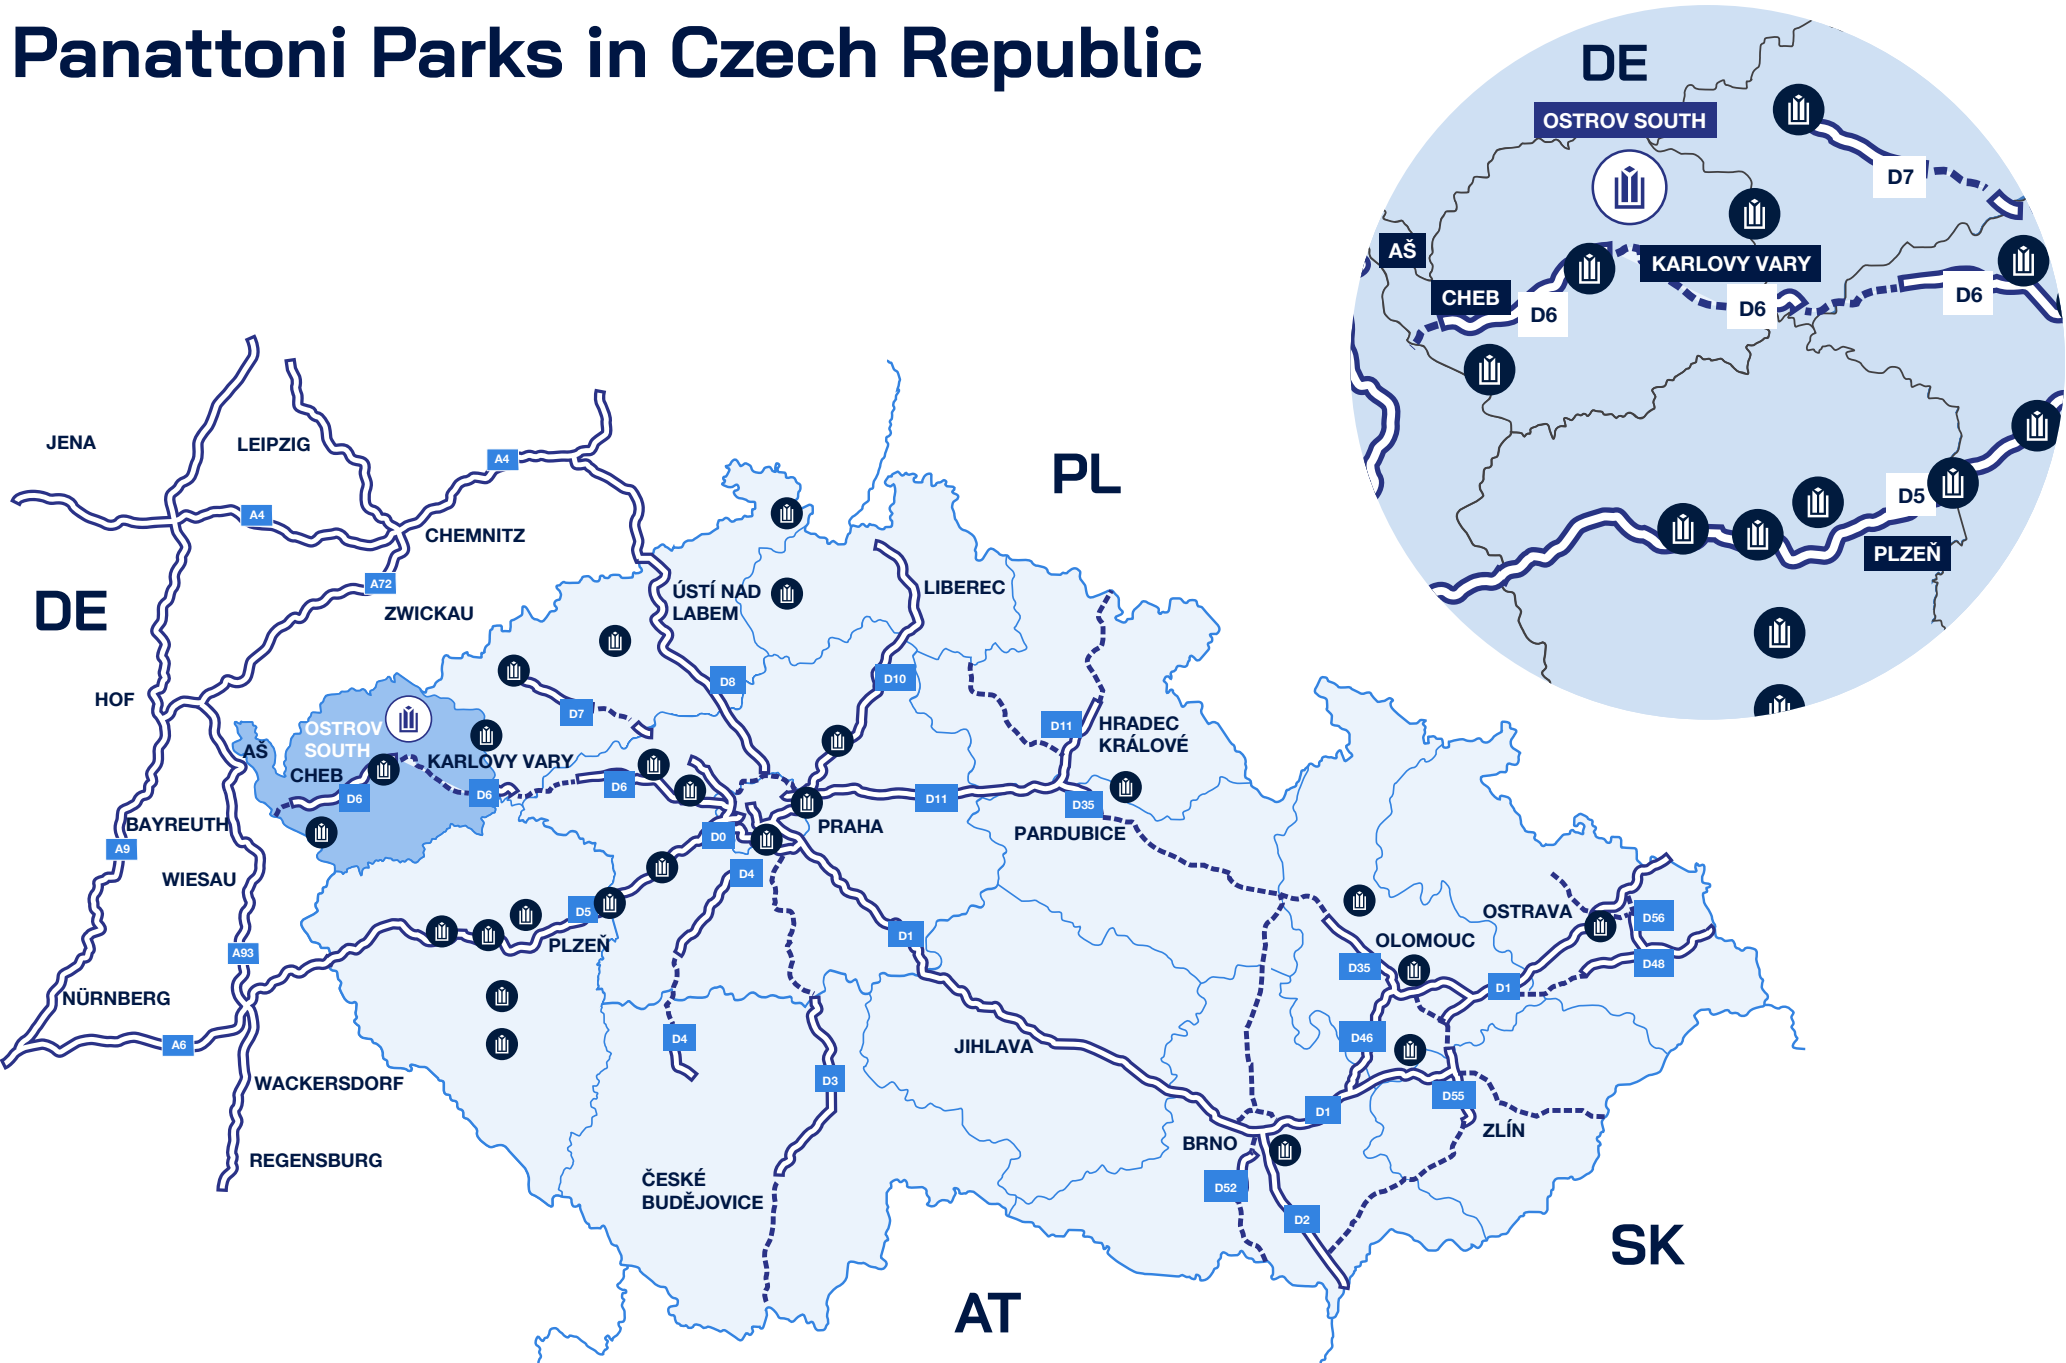 Panattoni Parks in Czech Republic
DE
OSTROV SOUTH
D7
AŠ
KARLOVY VARY
CHEB
D6
D6
D6
D5
PLZEŇ
JENA
LEIPZIG
A4
PL
A4
CHEMNITZ
A72
DE
ZWICKAU
ÚSTÍ NAD
LABEM
LIBEREC
HOF
D8
D10
D7
OSTROV
SOUTH
D11
HRADEC
KRÁLOVÉ
AŠ
CHEB
KARLOVY VARY
D6
D6
D6
D11
D35
BAYREUTH
D0
PRAHA
PARDUBICE
A9
WIESAU
D4
D5
PLZEŇ
D1
OSTRAVA
D56
OLOMOUC
A93
D35
D48
D1
NÜRNBERG
A6
D4
JIHLAVA
D46
WACKERSDORF
D3
D55
D1
ZLÍN
BRNO
REGENSBURG
ČESKÉ
BUDĚJOVICE
D52
D2
SK
AT